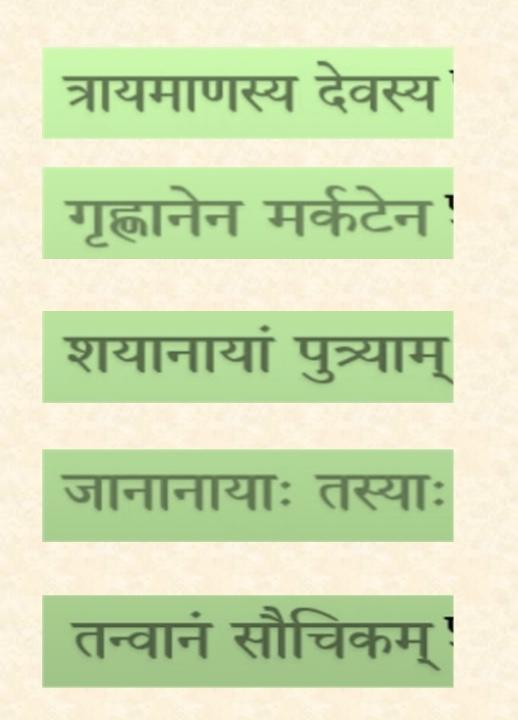 त्रायमाणस्य देवस्य
गृह्णानेन मर्कटेन
शयानायां पुत्र्याम्
जानानायाः तस्याः
तन्वानं सौचिकम्